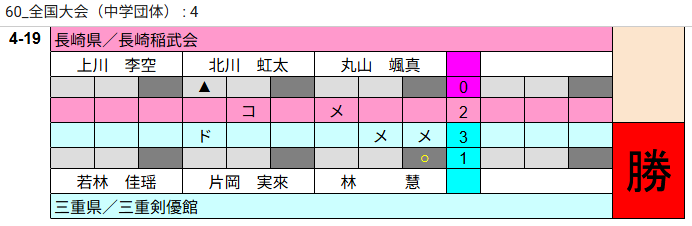 60_全国大会（中学団体）：4
4-19 長崎県／長崎稲武会
上川 李空 北川 虹太 丸山 颯真
▲ 0
コ メ 2
ド メ メ 3
○ 1
若林 佳瑶 片岡 実來 林 慧
勝
三重県／三重剣優館